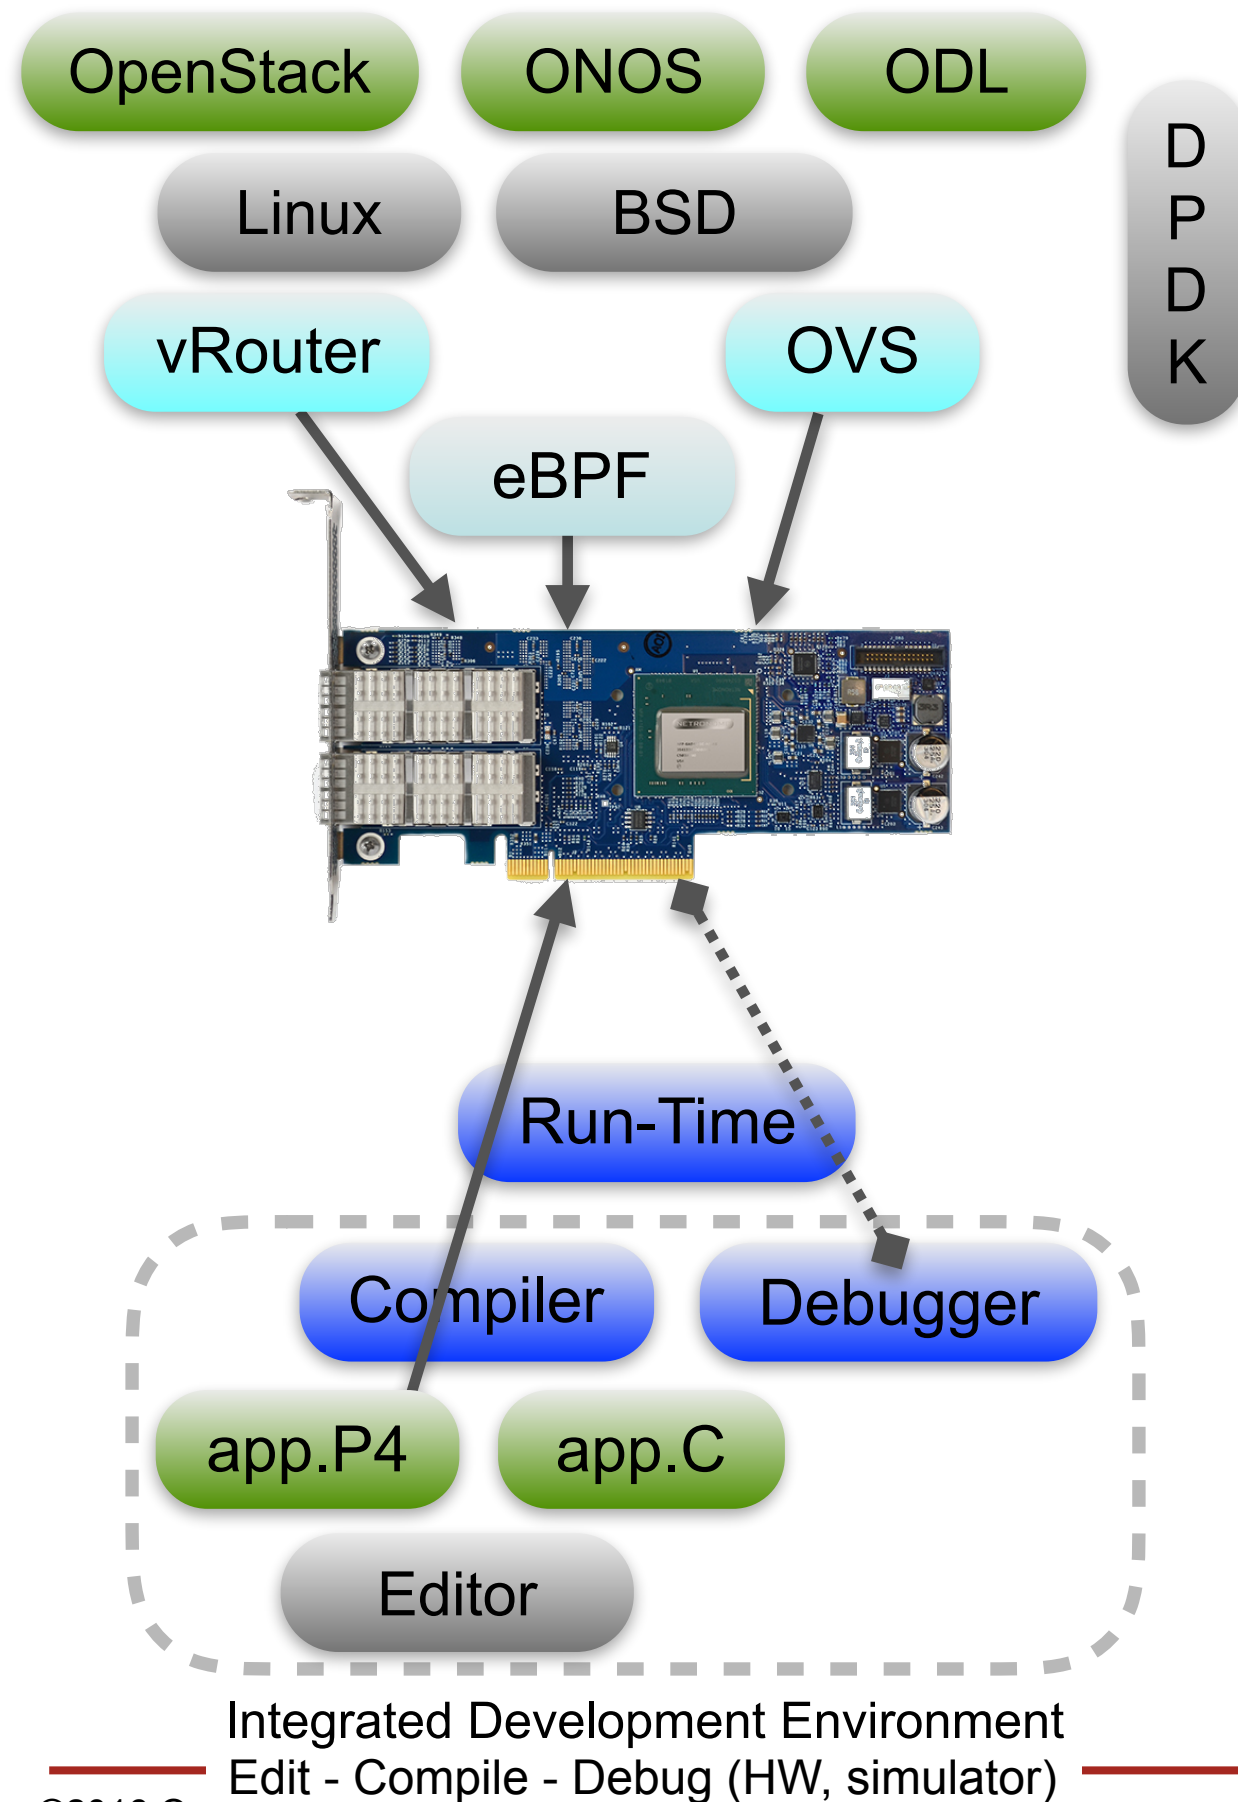 OpenStack ONOS ODL
D
P
D
K
Linux BSD
vRouter OVS
eBPF
Run-Time
Compiler Debugger
app.P4 app.C
Editor
Integrated Development Environment
Edit - Compile - Debug (HW, simulator)